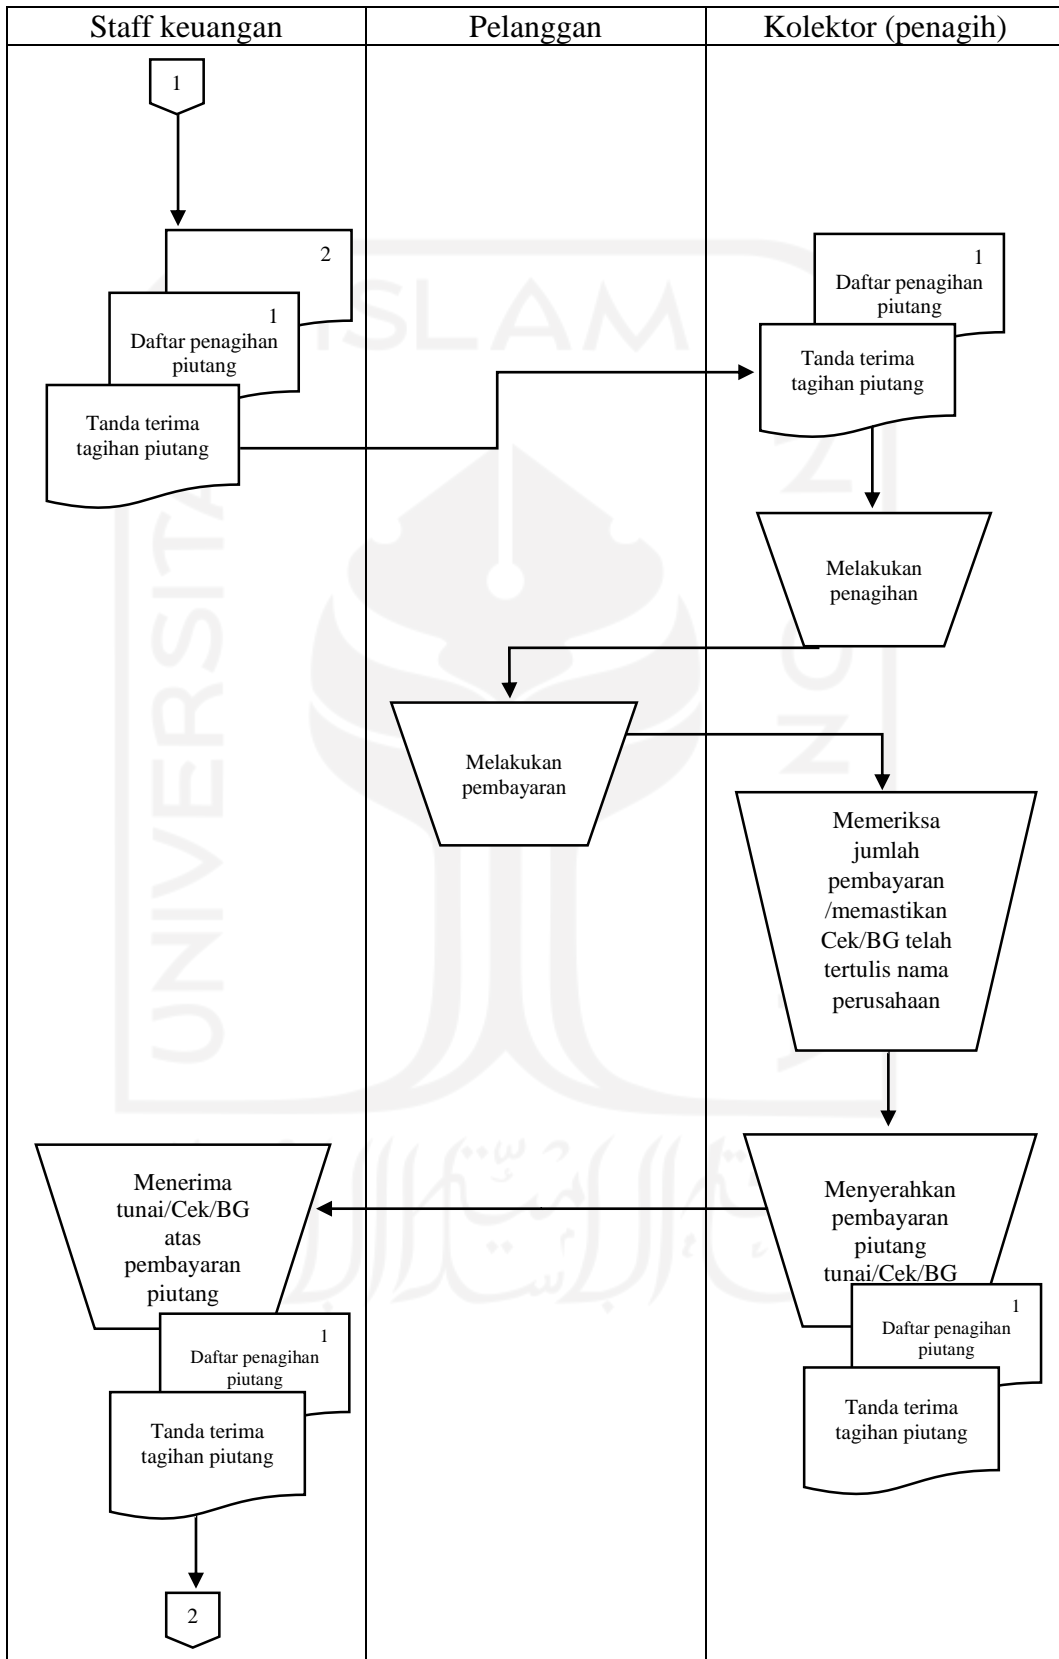 Staff keuangan
Pelanggan
Kolektor (penagih)
1
2
1
Daftar penagihan
piutang
Tanda terima
tagihan piutang
1
Daftar penagihan
piutang
Tanda terima
tagihan piutang
Melakukan
penagihan
Melakukan
pembayaran
Memeriksa
jumlah
pembayaran
/memastikan
Cek/BG telah
tertulis nama
perusahaan
Menyerahkan
pembayaran
piutang
tunai/Cek/BG
1
Daftar penagihan
piutang
Tanda terima
tagihan piutang
Menerima
tunai/Cek/BG
atas
pembayaran
piutang
1
Daftar penagihan
piutang
Tanda terima
tagihan piutang
2
ISLAM